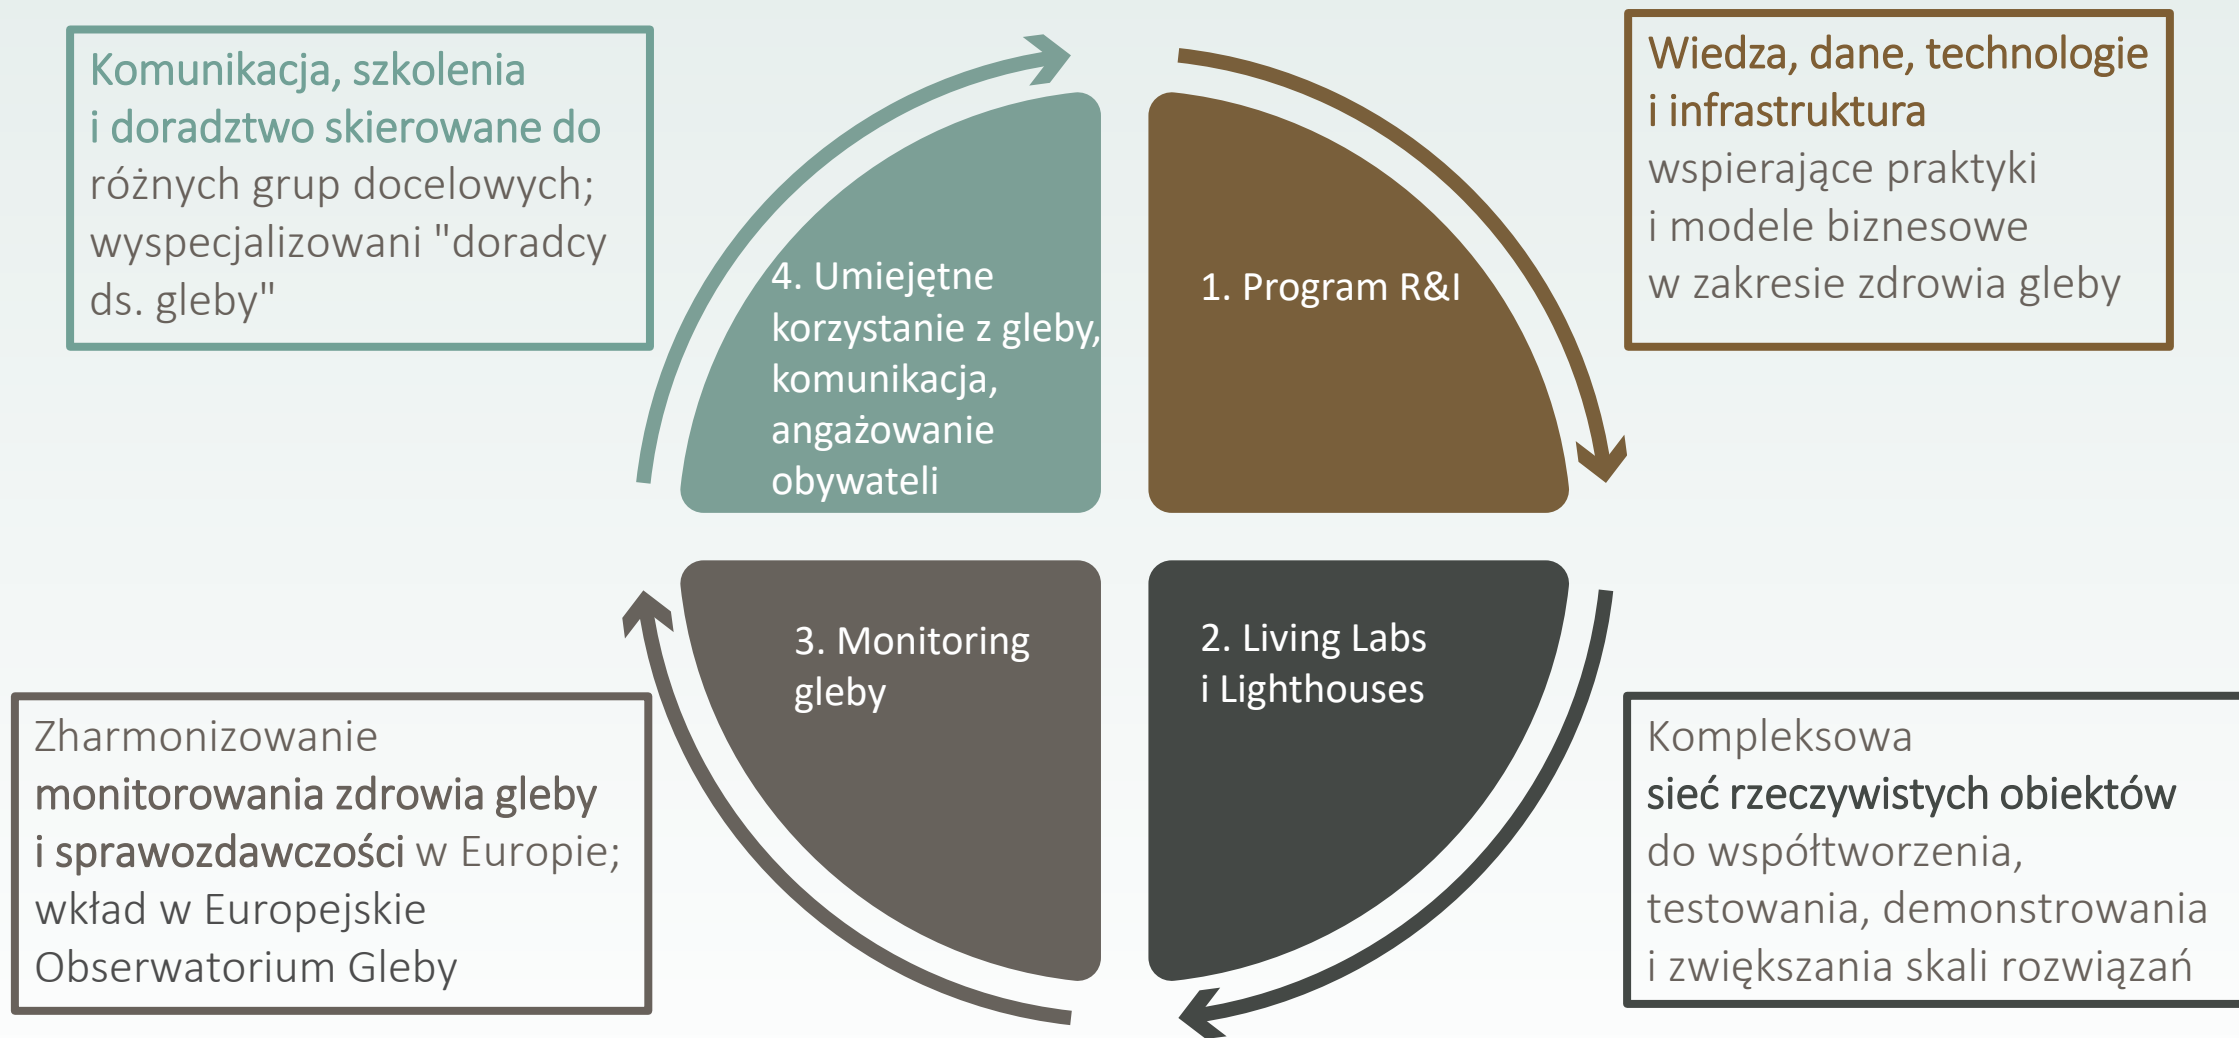 Komunikacja, szkolenia
i doradztwo skierowane do
różnych grup docelowych;
wyspecjalizowani "doradcy
ds. gleby"
Wiedza, dane, technologie
i infrastruktura
wspierające praktyki
i modele biznesowe
w zakresie zdrowia gleby
4. Umiejętne
korzystanie z gleby,
komunikacja,
angażowanie
obywateli
1. Program R&I
3. Monitoring
gleby
2. Living Labs
i Lighthouses
Zharmonizowanie
monitorowania zdrowia gleby
i sprawozdawczości w Europie;
wkład w Europejskie
Obserwatorium Gleby
Kompleksowa
sieć rzeczywistych obiektów
do współtworzenia,
testowania, demonstrowania
i zwiększania skali rozwiązań